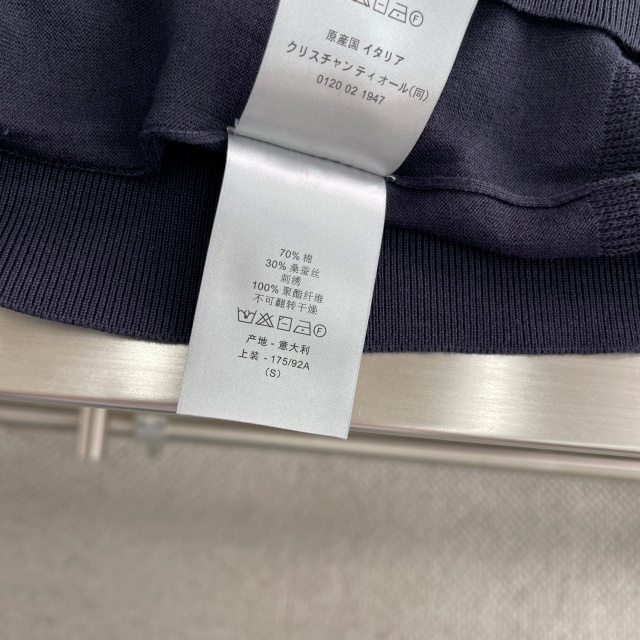 原産国 イタリア
クリスチャンディオール(同)
0120 02 1947
70% 棉
30% 桑蚕丝
刺绣
100% 聚酯纤维
不可翻转干燥
产地 - 意大利
上装 - 175/92A
(S)